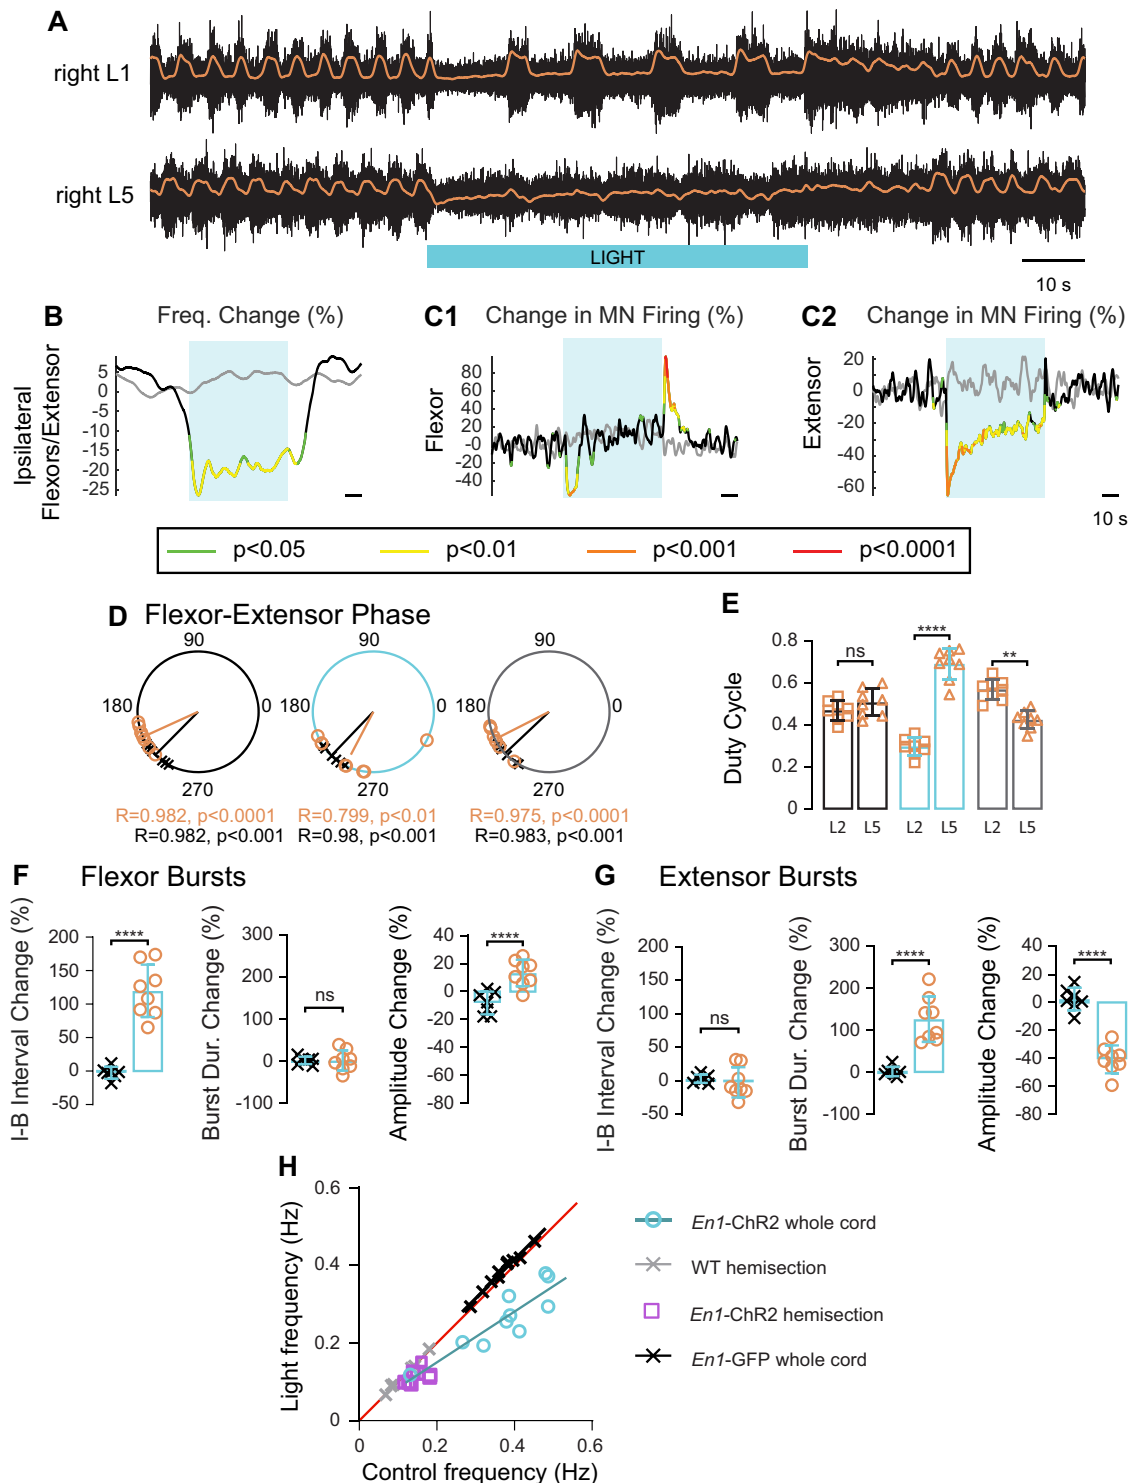 A
right L1
right L5
LIGHT
10 s
B
Freq. Change (%)
Ipsilateral
Flexors/Extensor
5
0
-5
-10
-15
-20
-25
C1
Change in MN Firing (%)
Flexor
80
60
40
20
-0
-20
-40
C2
Change in MN Firing (%)
Extensor
20
0
-20
-40
-60
10 s
p<0.05
p<0.01
p<0.001
p<0.0001
D
Flexor-Extensor Phase
90
180
0
270
R=0.982, p<0.0001
R=0.982, p<0.001
90
180
0
270
R=0.799, p<0.01
R=0.98, p<0.001
90
180
0
270
R=0.975, p<0.0001
R=0.983, p<0.001
E
Duty Cycle
0.8
0.6
0.4
0.2
0
ns
****
**
L2
L5
L2
L5
L2
L5
F
Flexor Bursts
I-B Interval Change (%)
200
150
100
50
0
-50
****
Burst Dur. Change (%)
300
200
100
0
-100
ns
Amplitude Change (%)
40
20
0
-20
-40
-60
-80
****
G
Extensor Bursts
I-B Interval Change (%)
200
150
100
50
0
-50
ns
Burst Dur. Change (%)
300
200
100
0
-100
****
Amplitude Change (%)
40
20
0
-20
-40
-60
-80
****
H
Light frequency (Hz)
0.6
0.4
0.2
0
0
0.2
0.4
0.6
Control frequency (Hz)
En1-ChR2 whole cord
WT hemisection
En1-ChR2 hemisection
En1-GFP whole cord